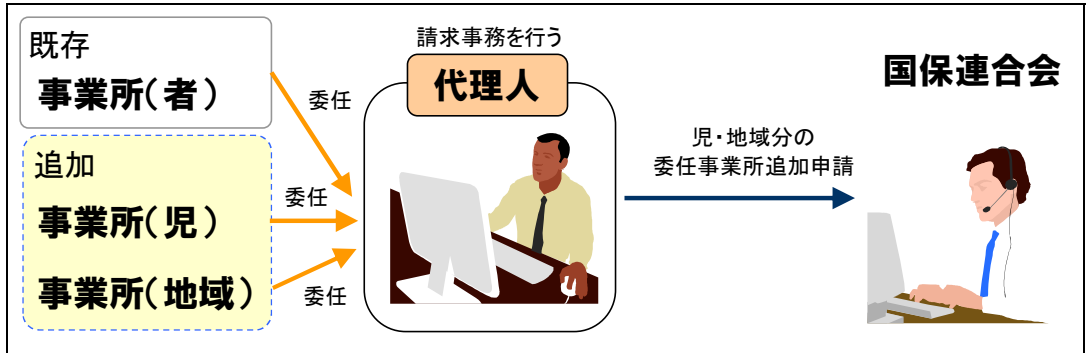 既存
事業所(者)
追加
事業所(児)
事業所(地域)
委任
委任
委任
請求事務を行う
代理人
児・地域分の
委任事業所追加申請
国保連合会